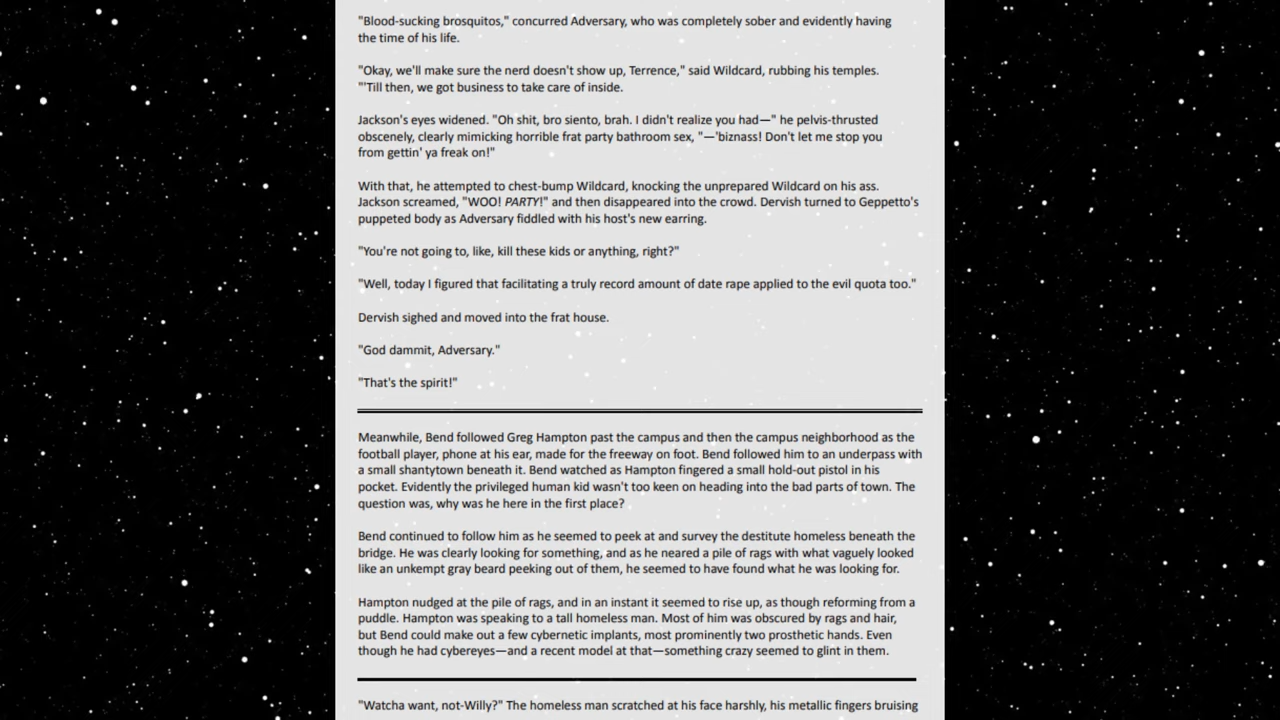 "Blood-sucking brosquitos," concurred Adversary, who was completely sober and evidently having
the time of his life.
"Okay, we'll make sure the nerd doesn't show up, Terrence," said Wildcard, rubbing his temples.
"'Till then, we got business to take care of inside.
Jackson's eyes widened. "Oh shit, bro siento, brah. I didn't realize you had—" he pelvis-thrusted
obscenely, clearly mimicking horrible frat party bathroom sex, "—'biznass! Don't let me stop you
from gettin' ya freak on!"
With that, he attempted to chest-bump Wildcard, knocking the unprepared Wildcard on his ass.
Jackson screamed, "WOO! PARTY!" and then disappeared into the crowd. Dervish turned to Geppetto's
puppeted body as Adversary fiddled with his host's new earring.
"You're not going to, like, kill these kids or anything, right?"
"Well, today I figured that facilitating a truly record amount of date rape applied to the evil quota too."
Dervish sighed and moved into the frat house.
"God dammit, Adversary."
"That's the spirit!"
Meanwhile, Bend followed Greg Hampton past the campus and then the campus neighborhood as the
football player, phone at his ear, made for the freeway on foot. Bend followed him to an underpass with
a small shantytown beneath it. Bend watched as Hampton fingered a small hold-out pistol in his
pocket. Evidently the privileged human kid wasn't too keen on heading into the bad parts of town. The
question was, why was he here in the first place?
Bend continued to follow him as he seemed to peek at and survey the destitute homeless beneath the
bridge. He was clearly looking for something, and as he neared a pile of rags with what vaguely looked
like an unkempt gray beard peeking out of them, he seemed to have found what he was looking for.
Hampton nudged at the pile of rags, and in an instant it seemed to rise up, as though reforming from a
puddle. Hampton was speaking to a tall homeless man. Most of him was obscured by rags and hair,
but Bend could make out a few cybernetic implants, most prominently two prosthetic hands. Even
though he had cybereyes—and a recent model at that—something crazy seemed to glint in them.
"Watcha want, not-Willy?" The homeless man scratched at his face harshly, his metallic fingers bruising